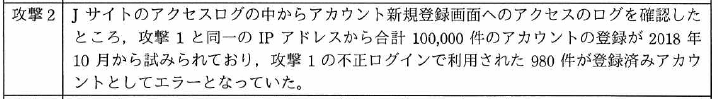 攻撃 2 J サイトのアクセスログの中からアカウント新規登録画面へのアクセスのログを確認した
ところ，攻撃 1 と同一の IP アドレスから合計 100,000 件のアカウントの登録が 2018 年
10 月から試みられており，攻撃 1 の不正ログインで利用された 980 件が登録済みアカウ
ントとしてエラーとなっていた。